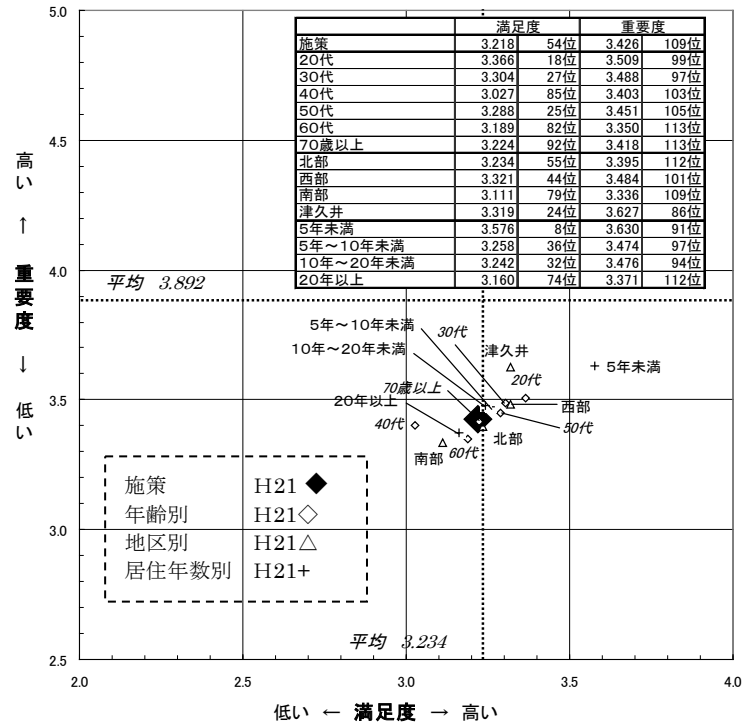 満足度 重要度
施策 3.218 54位 3.426 109位
20代 3.366 18位 3.509 99位
30代 3.304 27位 3.488 97位
40代 3.027 85位 3.403 103位
50代 3.288 25位 3.451 105位
60代 3.189 82位 3.350 113位
70歳以上 3.224 92位 3.418 113位
北部 3.234 55位 3.395 112位
西部 3.321 44位 3.484 101位
南部 3.111 79位 3.336 109位
津久井 3.319 24位 3.627 86位
5年未満 3.576 8位 3.630 91位
5年～10年未満 3.258 36位 3.474 97位
10年～20年未満 3.242 32位 3.476 94位
20年以上 3.160 74位 3.371 112位
5.0
4.5
4.0
3.5
3.0
2.5
高い ↑ 重要度 ↓ 低い
平均 3.892
5年～10年未満
30代
津久井
10年～20年未満
5年未満
20代
70歳以上
20年以上
西部
40代
50代
北部
60代
南部
施策 H21◆
年齢別 H21◇
地区別 H21△
居住年数別 H21+
平均 3.234
2.0 2.5 3.0 3.5 4.0
低い ← 満足度 → 高い